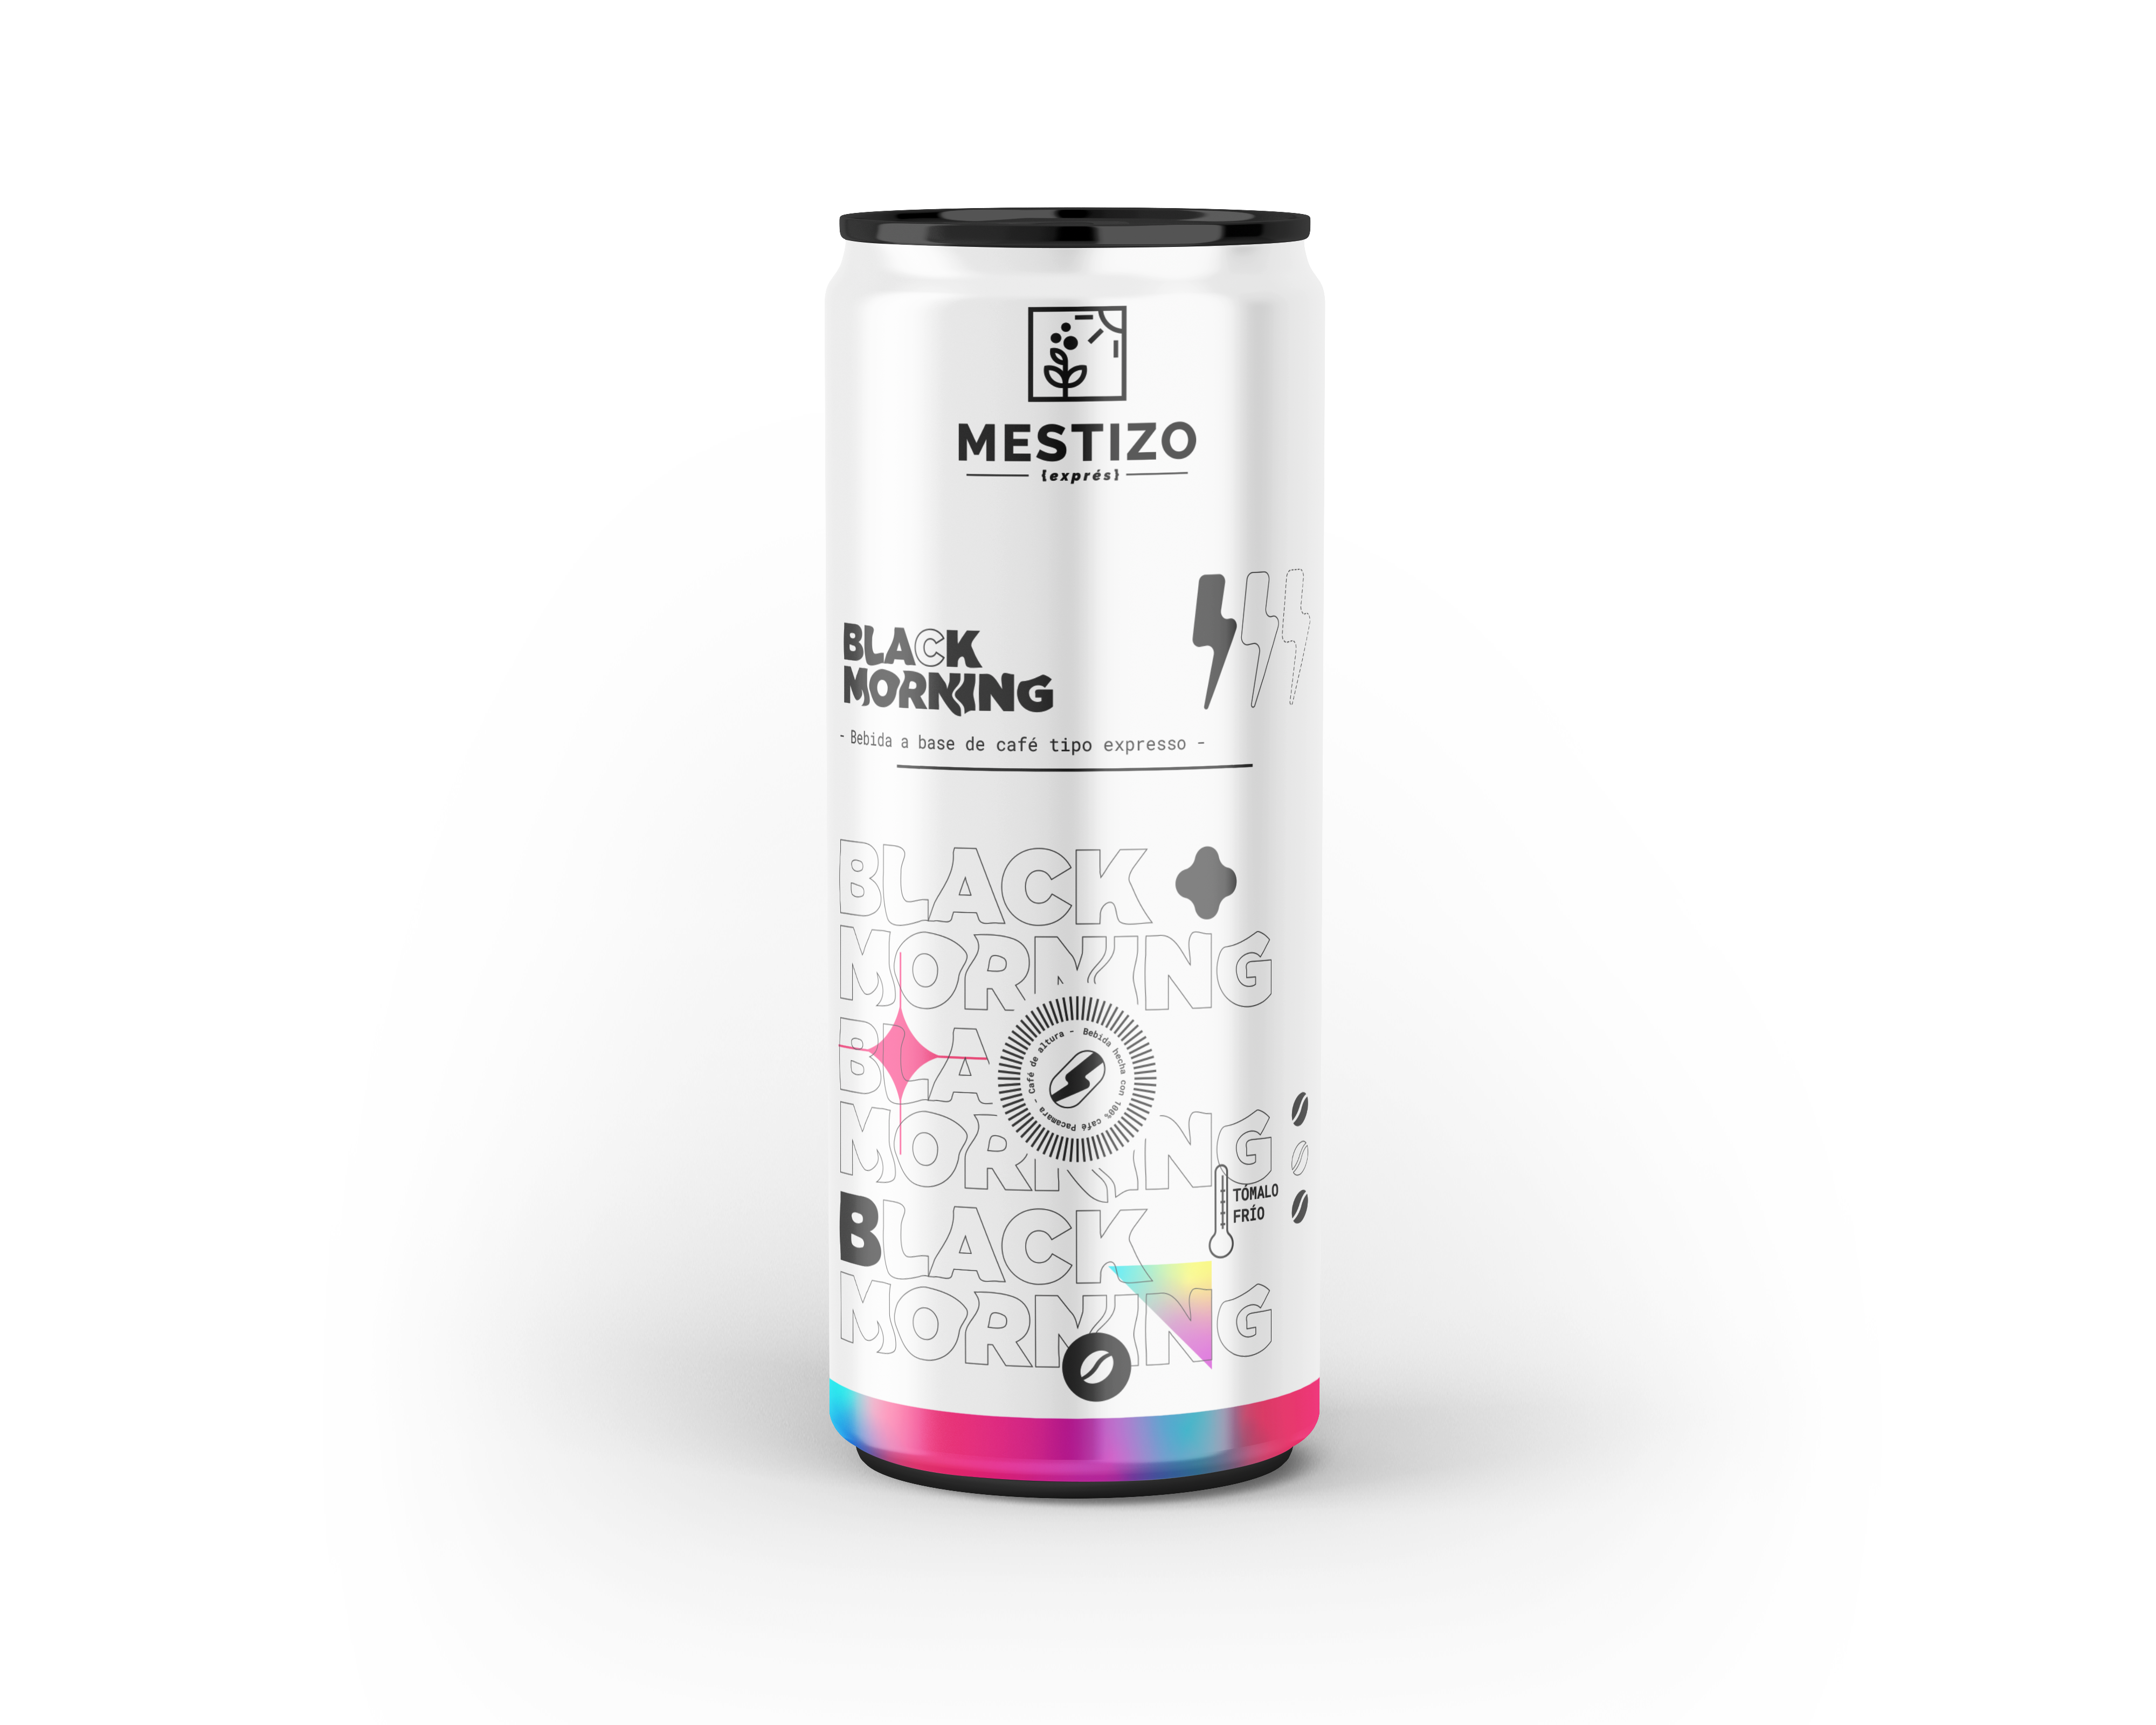 MESTIZO
{exprés}
BLACK
MORNING
- Bebida a base de café tipo expresso -
BLACK
MORNING
BLA
MORNING
BLACK
MORNING
Bebida hecha con 100% café Pacamara - Café de altura -
TÓMALO
FRÍO